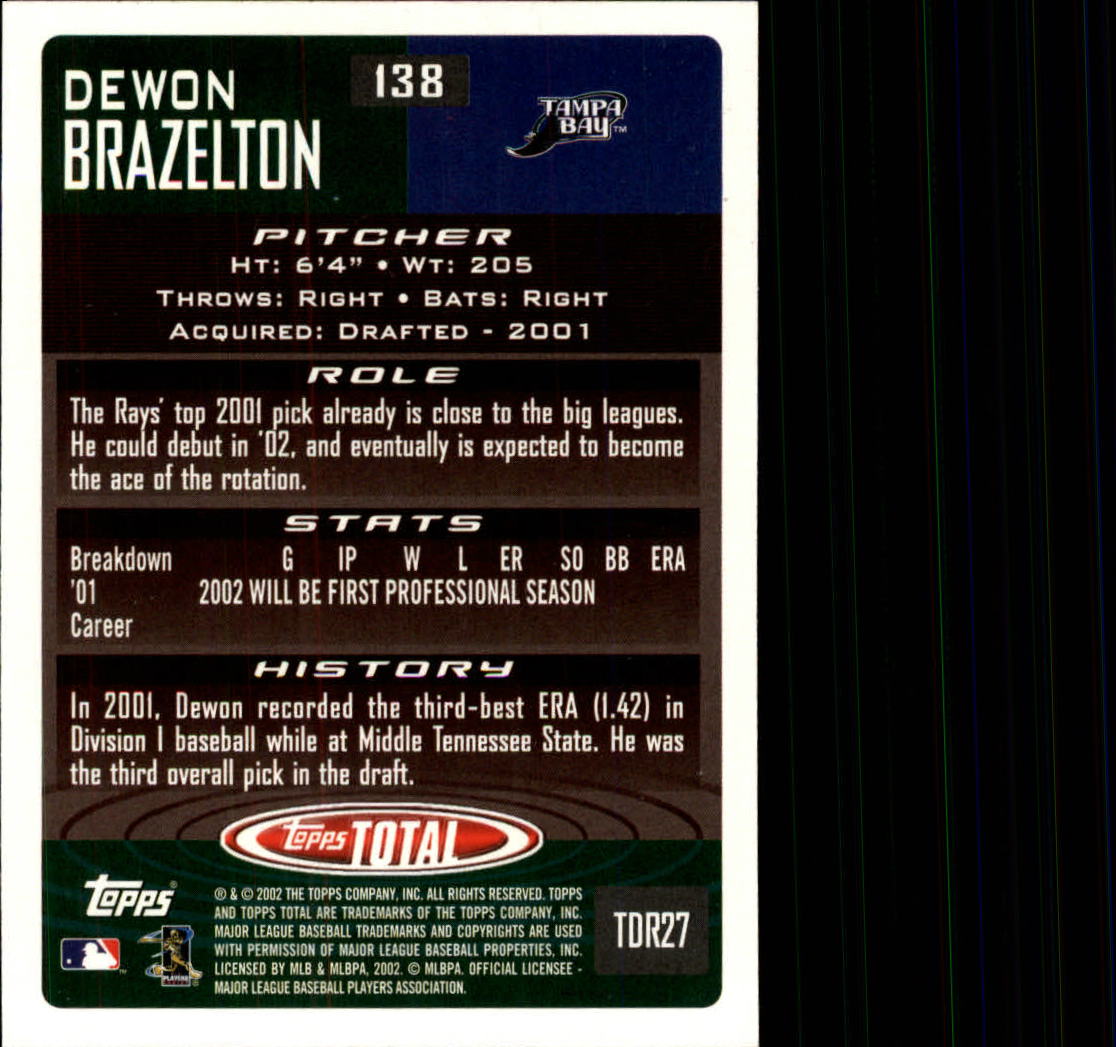 DEWON
BRAZELTON
138
TAMPA
BAY™
PITCHER
HT: 6'4" • WT: 205
THROWS: RIGHT • BATS: RIGHT
ACQUIRED: DRAFTED - 2001
ROLE
The Rays' top 2001 pick already is close to the big leagues.
He could debut in '02, and eventually is expected to become
the ace of the rotation.
STATS
Breakdown G IP W L ER SO BB ERA
'01 2002 WILL BE FIRST PROFESSIONAL SEASON
Career
HISTORY
In 2001, Dewon recorded the third-best ERA (1.42) in
Division I baseball while at Middle Tennessee State. He was
the third overall pick in the draft.
topps TOTAL
topps®
® & © 2002 THE TOPPS COMPANY, INC. ALL RIGHTS RESERVED. TOPPS
AND TOPPS TOTAL ARE TRADEMARKS OF THE TOPPS COMPANY, INC.
MAJOR LEAGUE BASEBALL TRADEMARKS AND COPYRIGHTS ARE USED
WITH PERMISSION OF MAJOR LEAGUE BASEBALL PROPERTIES, INC.
LICENSED BY MLB & MLBPA, 2002. © MLBPA. OFFICIAL LICENSEE -
MAJOR LEAGUE BASEBALL PLAYERS ASSOCIATION.
TDR27
PLAYERS